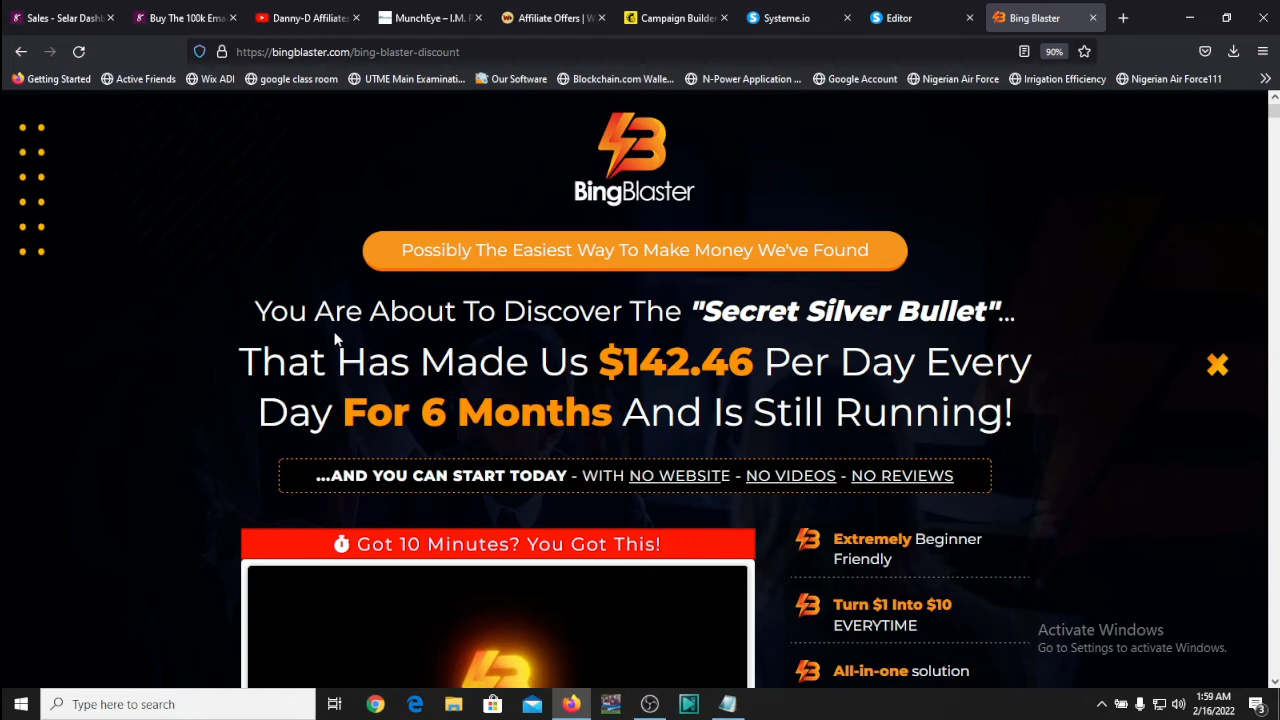 Sales - Selar Dashb
Buy The 100k Emai
Danny-D Affiliates
MunchEye – I.M. P
Affiliate Offers | W
Campaign Builder
Systeme.io
Editor
Bing Blaster
https://bingblaster.com/bing-blaster-discount
90%
Getting Started
Active Friends
Wix ADI
google class room
UTME Main Examinati...
Our Software
Blockchain.com Walle...
N-Power Application ...
Google Account
Nigerian Air Force
Irrigation Efficiency
Nigerian Air Force111
BingBlaster
Possibly The Easiest Way To Make Money We've Found
You Are About To Discover The "Secret Silver Bullet"...
That Has Made Us $142.46 Per Day Every
Day For 6 Months And Is Still Running!
...AND YOU CAN START TODAY - WITH NO WEBSITE - NO VIDEOS - NO REVIEWS
Got 10 Minutes? You Got This!
Extremely Beginner
Friendly
Turn $1 Into $10
EVERYTIME
All-in-one solution
Activate Windows
Go to Settings to activate Windows.
Type here to search
1:59 AM
2/16/2022
3